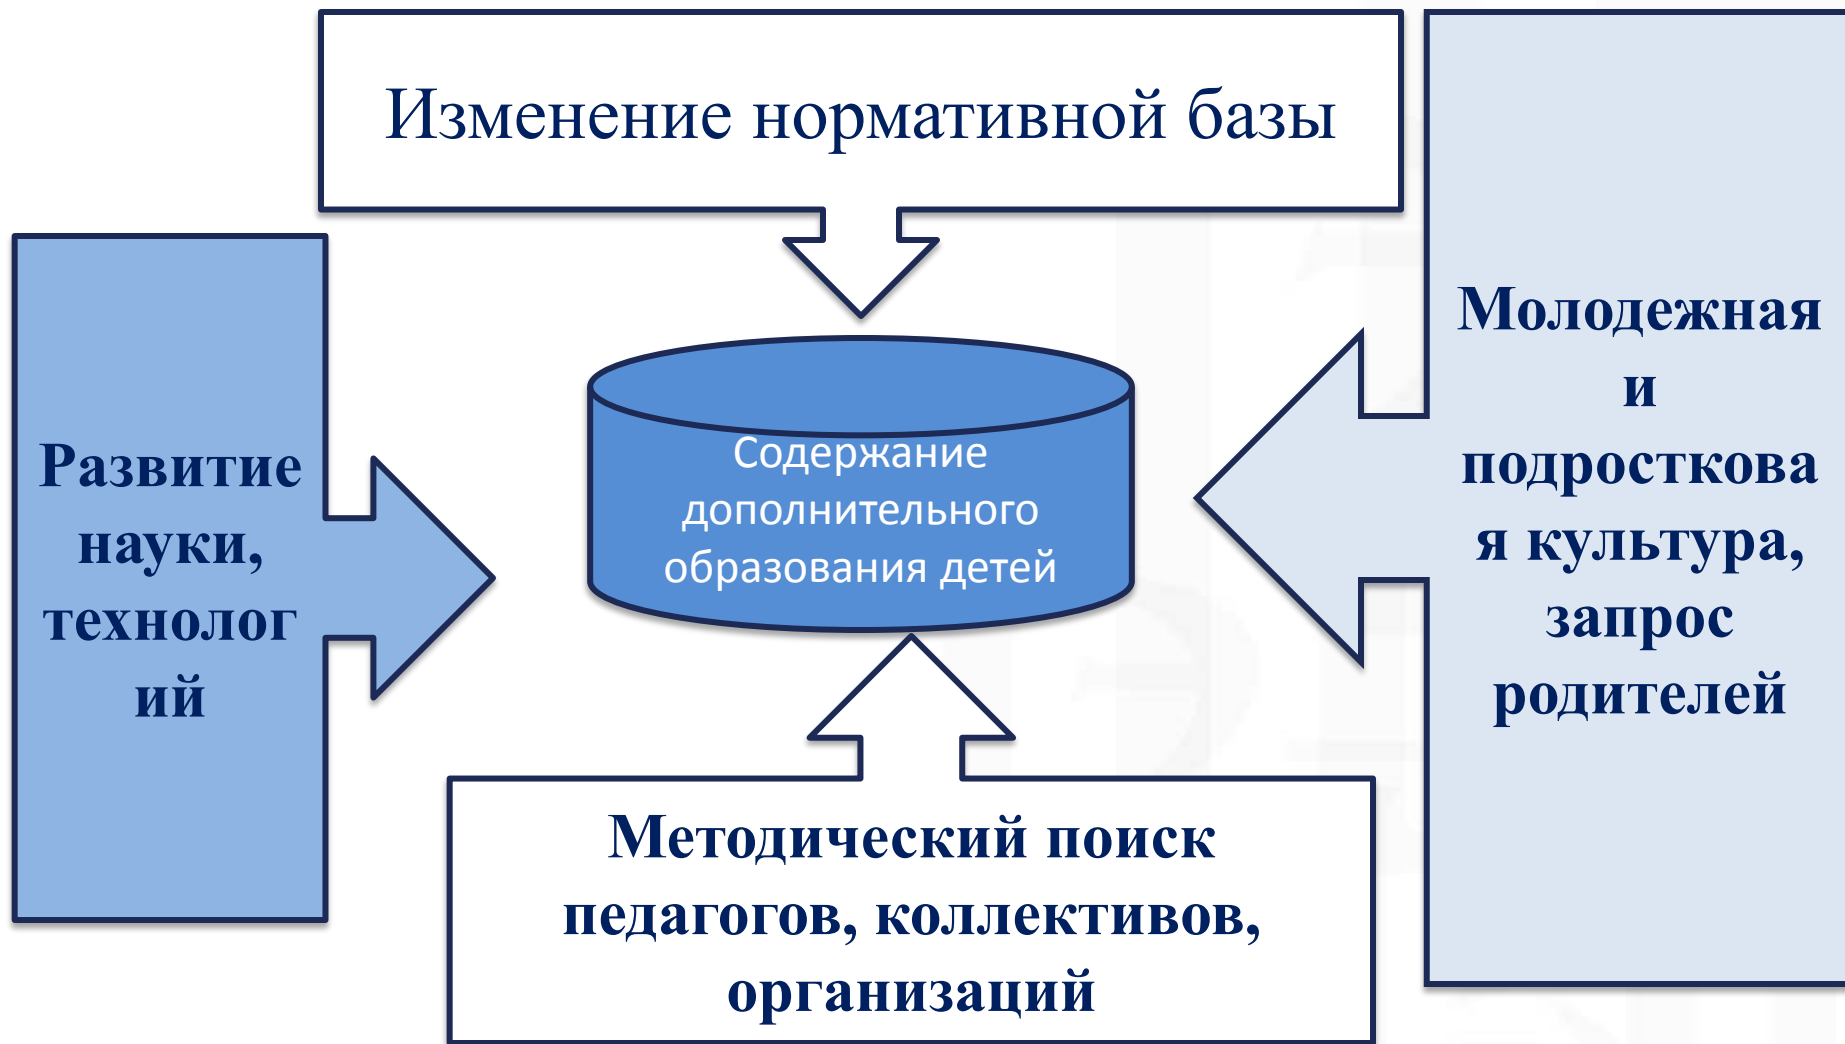 Изменение нормативной базы
Развитие
науки,
технолог
ий
Содержание
дополнительного
образования детей
Молодежная
и
подросткова
я культура,
запрос
родителей
Методический поиск
педагогов, коллективов,
организаций